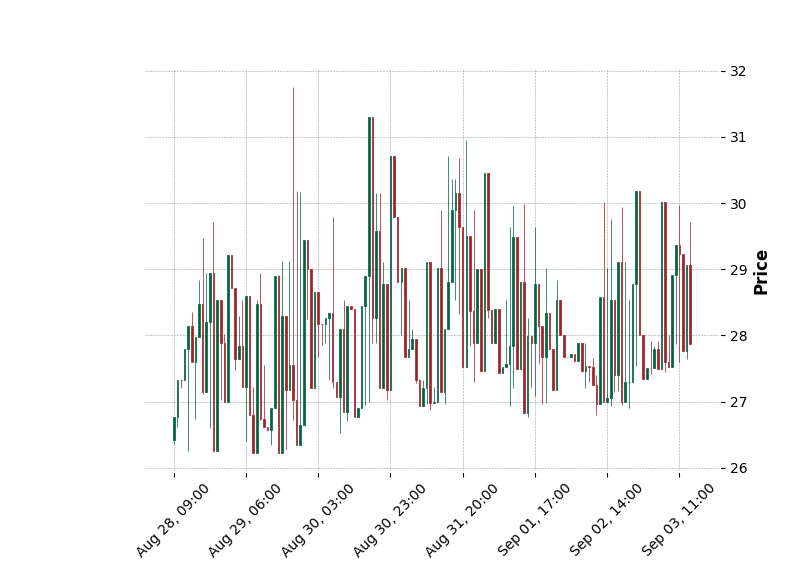 32
31
30
29
28
27
26
Price
Aug 28, 09:00
Aug 29, 06:00
Aug 30, 03:00
Aug 30, 23:00
Aug 31, 20:00
Sep 01, 17:00
Sep 02, 14:00
Sep 03, 11:00